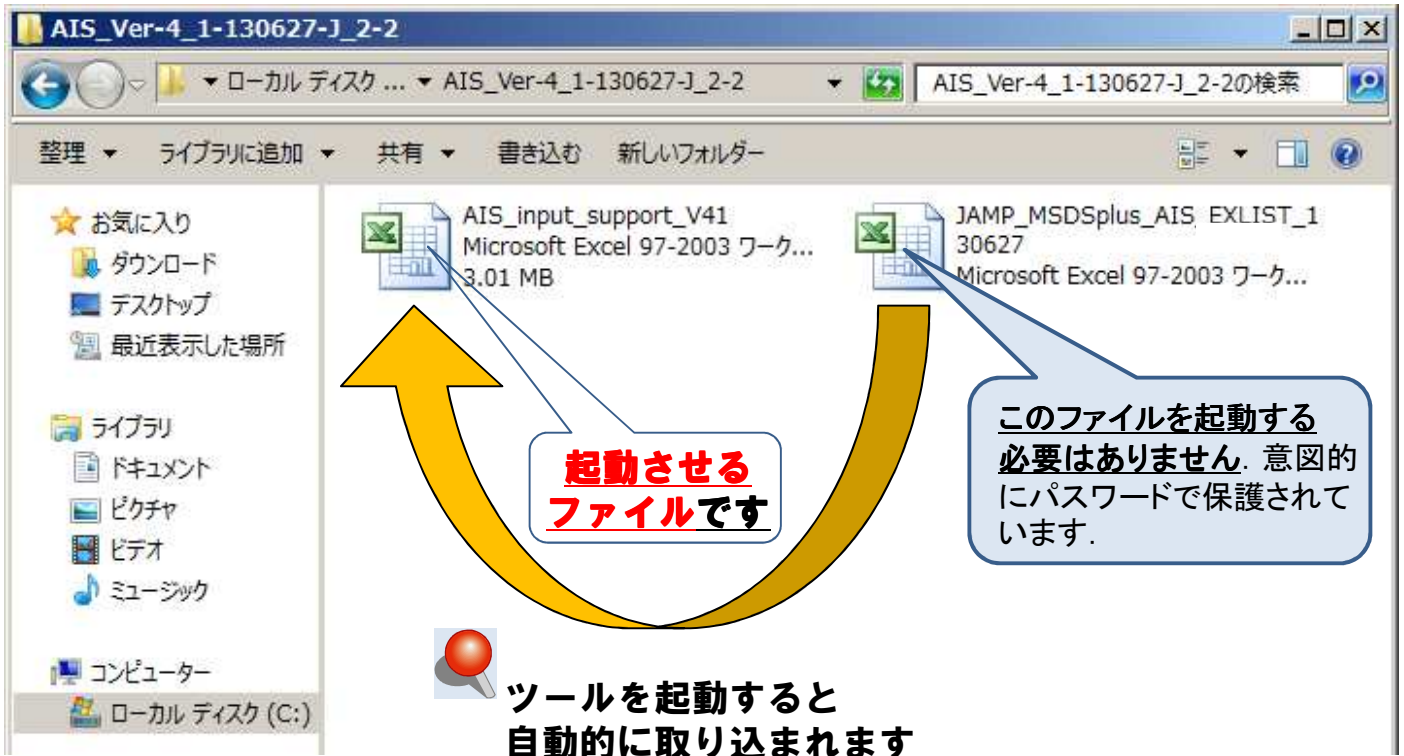 AIS_Ver-4_1-130627-J_2-2
ローカル ディスク ... AIS_Ver-4_1-130627-J_2-2
AIS_Ver-4_1-130627-J_2-2の検索
整理 ライブラリに追加 共有 書き込む 新しいフォルダー
お気に入り
ダウンロード
デスクトップ
最近表示した場所
ライブラリ
ドキュメント
ピクチャ
ビデオ
ミュージック
コンピューター
ローカル ディスク (C:)
AIS_input_support_V41
Microsoft Excel 97-2003 ワーク...
3.01 MB
JAMP_MSDSplus_AIS_EXLIST_1
30627
Microsoft Excel 97-2003 ワーク...
起動させる
ファイルです
このファイルを起動する
必要はありません. 意図的
にパスワードで保護されて
います.
ツールを起動すると
自動的に取り込まれます